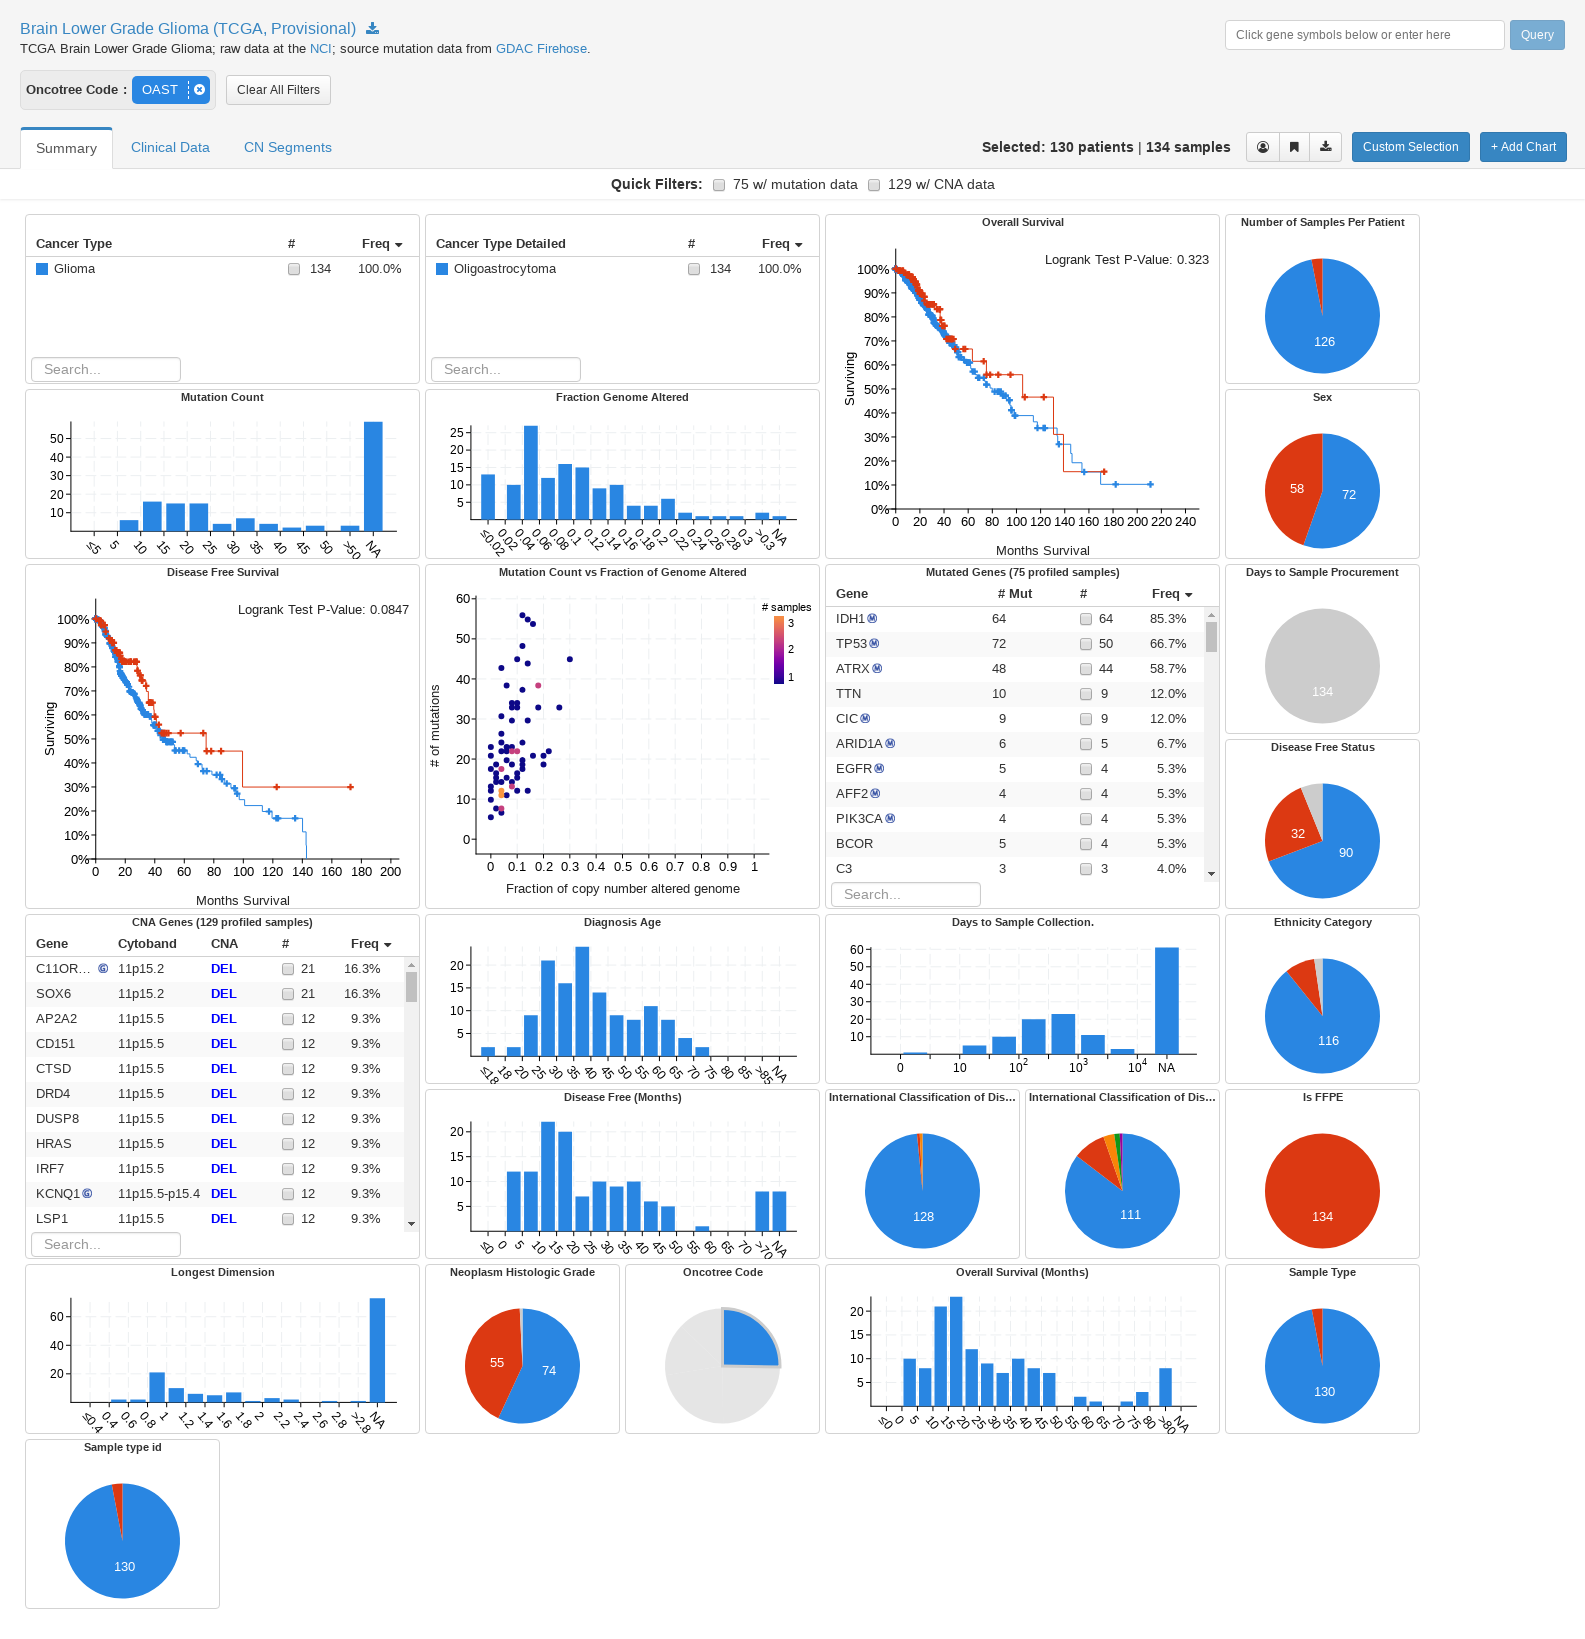 Brain Lower Grade Glioma (TCGA, Provisional)
TCGA Brain Lower Grade Glioma; raw data at the NCI; source mutation data from GDAC Firehose.
Click gene symbols below or enter here
Query
Oncotree Code : OAST
Clear All Filters
Summary
Clinical Data
CN Segments
Selected: 130 patients | 134 samples
Custom Selection
+ Add Chart
Quick Filters: 75 w/ mutation data 129 w/ CNA data
Cancer Type # Freq
Glioma 134 100.0%
Search...
Cancer Type Detailed # Freq
Oligoastrocytoma 134 100.0%
Search...
Overall Survival
Logrank Test P-Value: 0.323
100%
90%
80%
70%
60%
50%
40%
30%
20%
10%
0%
Surviving
0 20 40 60 80 100 120 140 160 180 200 220 240
Months Survival
Number of Samples Per Patient
126
Mutation Count
50
40
30
20
10
≤5 5 10 15 20 25 30 35 40 45 50 >50 NA
Fraction Genome Altered
25
20
15
10
5
≤0.02 0.02 0.04 0.06 0.08 0.1 0.12 0.14 0.16 0.18 0.2 0.22 0.24 0.26 0.28 0.3 >0.3 NA
Sex
58
72
Disease Free Survival
Logrank Test P-Value: 0.0847
100%
90%
80%
70%
60%
50%
40%
30%
20%
10%
0%
Surviving
0 20 40 60 80 100 120 140 160 180 200
Months Survival
Mutation Count vs Fraction of Genome Altered
# samples
3
2
1
60
50
40
30
20
10
0
# of mutations
0 0.1 0.2 0.3 0.4 0.5 0.6 0.7 0.8 0.9 1
Fraction of copy number altered genome
Mutated Genes (75 profiled samples)
Gene # Mut # Freq
IDH1 M 64 64 85.3%
TP53 M 72 50 66.7%
ATRX M 48 44 58.7%
TTN 10 9 12.0%
CIC M 9 9 12.0%
ARID1A M 6 5 6.7%
EGFR M 5 4 5.3%
AFF2 M 4 4 5.3%
PIK3CA M 4 4 5.3%
BCOR 5 4 5.3%
C3 3 3 4.0%
Search...
Days to Sample Procurement
134
Disease Free Status
32
90
CNA Genes (129 profiled samples)
Gene Cytoband CNA # Freq
C11OR... G 11p15.2 DEL 21 16.3%
SOX6 11p15.2 DEL 21 16.3%
AP2A2 11p15.5 DEL 12 9.3%
CD151 11p15.5 DEL 12 9.3%
CTSD 11p15.5 DEL 12 9.3%
DRD4 11p15.5 DEL 12 9.3%
DUSP8 11p15.5 DEL 12 9.3%
HRAS 11p15.5 DEL 12 9.3%
IRF7 11p15.5 DEL 12 9.3%
KCNQ1 G 11p15.5-p15.4 DEL 12 9.3%
LSP1 11p15.5 DEL 12 9.3%
Search...
Diagnosis Age
20
15
10
5
≤18 18 20 25 30 35 40 45 50 55 60 65 70 75 80 85 >85 NA
Days to Sample Collection.
60
50
40
30
20
10
0 10 10² 10³ 10⁴ NA
Ethnicity Category
116
Disease Free (Months)
20
15
10
5
≤0 0 5 10 15 20 25 30 35 40 45 50 55 60 65 70 >70 NA
International Classification of Dis...
128
International Classification of Dis...
111
Is FFPE
134
Longest Dimension
60
40
20
≤0.4 0.4 0.6 0.8 1 1.2 1.4 1.6 1.8 2 2.2 2.4 2.6 2.8 >2.8 NA
Neoplasm Histologic Grade
55
74
Oncotree Code
Overall Survival (Months)
20
15
10
5
≤0 0 5 10 15 20 25 30 35 40 45 50 55 60 65 70 75 80 >80 NA
Sample Type
130
Sample type id
130